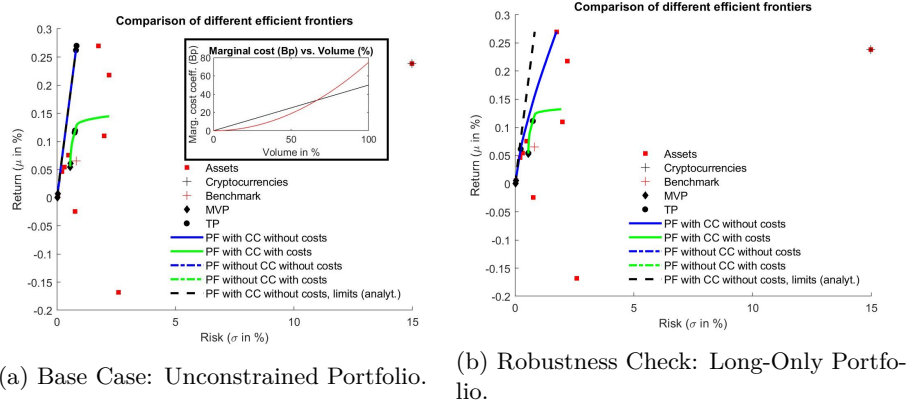 Comparison of different efficient frontiers
0.3
0.25
0.2
0.15
0.1
0.05
0
-0.05
-0.1
-0.15
-0.2
Return (μ in %)
0
5
10
15
Risk (σ in %)
Marginal cost (Bp) vs. Volume (%)
80
60
40
20
0
Marg. cost coeff. (Bp)
0
50
100
Volume in %
Assets
Cryptocurrencies
Benchmark
MVP
TP
PF with CC without costs
PF with CC with costs
PF without CC without costs
PF without CC with costs
PF with CC without costs, limits (analyt.)
(a) Base Case: Unconstrained Portfolio.
Comparison of different efficient frontiers
0.3
0.25
0.2
0.15
0.1
0.05
0
-0.05
-0.1
-0.15
-0.2
Return (μ in %)
0
5
10
15
Risk (σ in %)
Assets
Cryptocurrencies
Benchmark
MVP
TP
PF with CC without costs
PF with CC with costs
PF without CC without costs
PF without CC with costs
PF with CC without costs, limits (analyt.)
(b) Robustness Check: Long-Only Portfo-
lio.